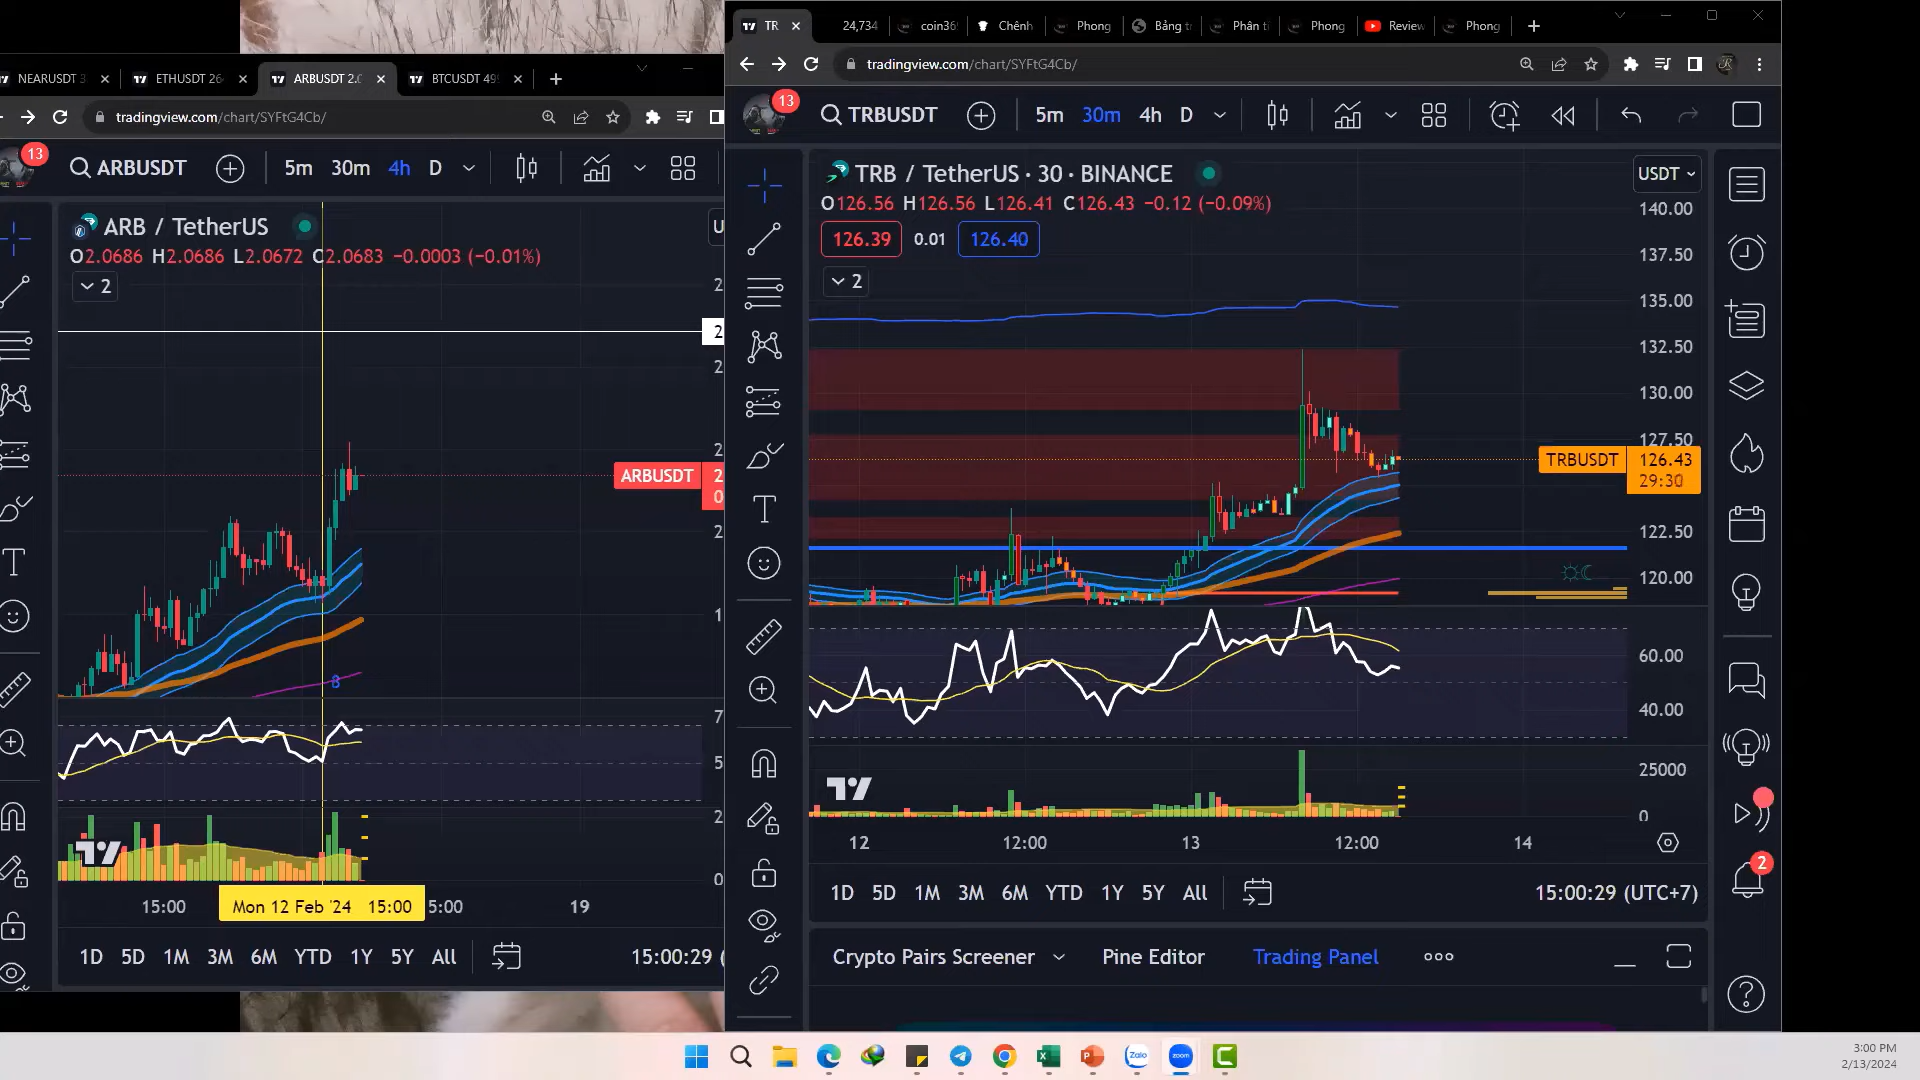 NEARUSDT 3
ETHUSDT 264
ARBUSDT 2.0
BTCUSDT 499
tradingview.com/chart/SYFtG4Cb/
13
ARBUSDT
5m 30m 4h D
ARB / TetherUS
O2.0686 H2.0686 L2.0672 C2.0683 −0.0003 (−0.01%)
2
ARBUSDT
15:00
Mon 12 Feb '24 15:00
5:00
19
1D 5D 1M 3M 6M YTD 1Y 5Y All
15:00:29 (
TR
24,734
coin36
Chênh
Phong
Bảng t
Phân t
Phong
Review
Phong
tradingview.com/chart/SYFtG4Cb/
13
TRBUSDT
5m 30m 4h D
TRB / TetherUS · 30 · BINANCE
USDT
O126.56 H126.56 L126.41 C126.43 −0.12 (−0.09%)
126.39 0.01 126.40
2
140.00
137.50
135.00
132.50
130.00
127.50
TRBUSDT 126.43
29:30
122.50
120.00
60.00
40.00
25000
0
12 12:00 13 12:00 14
1D 5D 1M 3M 6M YTD 1Y 5Y All
15:00:29 (UTC+7)
Crypto Pairs Screener Pine Editor Trading Panel
2
Zalo
zoom
3:00 PM
2/13/2024